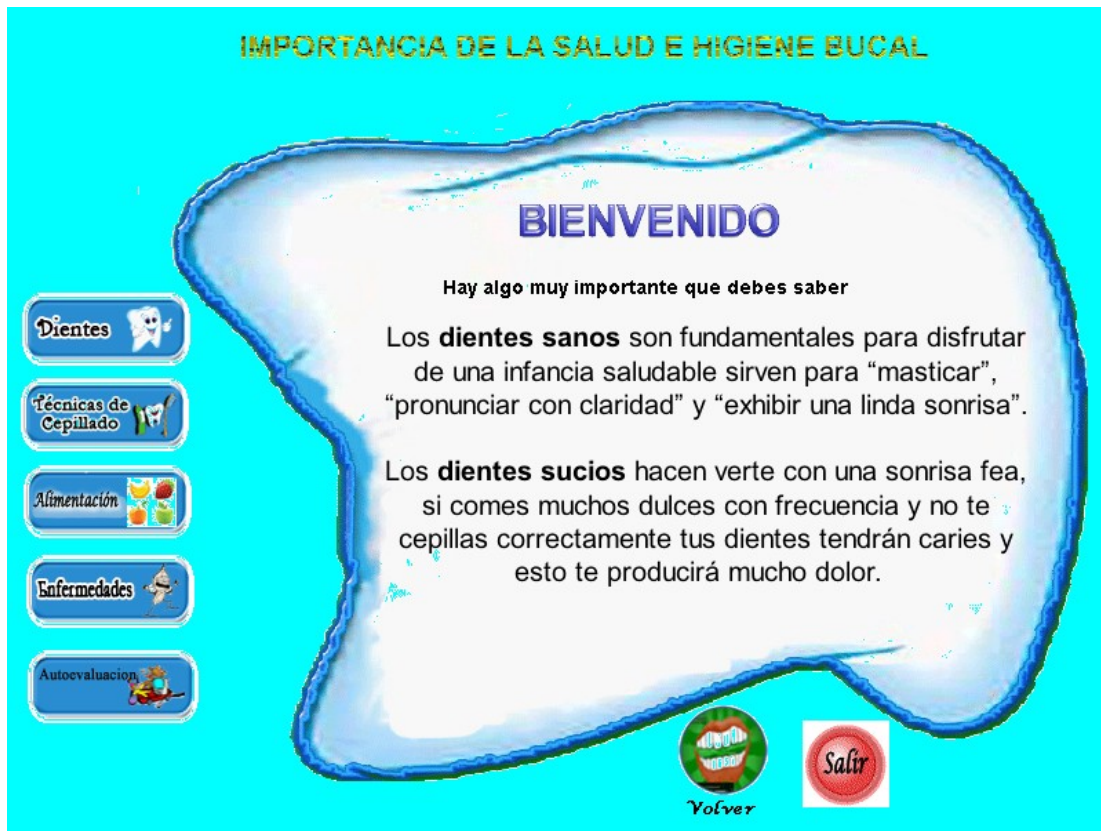 IMPORTANCIA DE LA SALUD E HIGIENE BUCAL
BIENVENIDO
Hay algo muy importante que debes saber
Los dientes sanos son fundamentales para disfrutar
de una infancia saludable sirven para “masticar”,
“pronunciar con claridad” y “exhibir una linda sonrisa”.
Los dientes sucios hacen verte con una sonrisa fea,
si comes muchos dulces con frecuencia y no te
cepillas correctamente tus dientes tendrán caries y
esto te producirá mucho dolor.
Dientes
Técnicas de
Cepillado
Alimentación
Enfermedades
Autoevaluacion
Volver
Salir